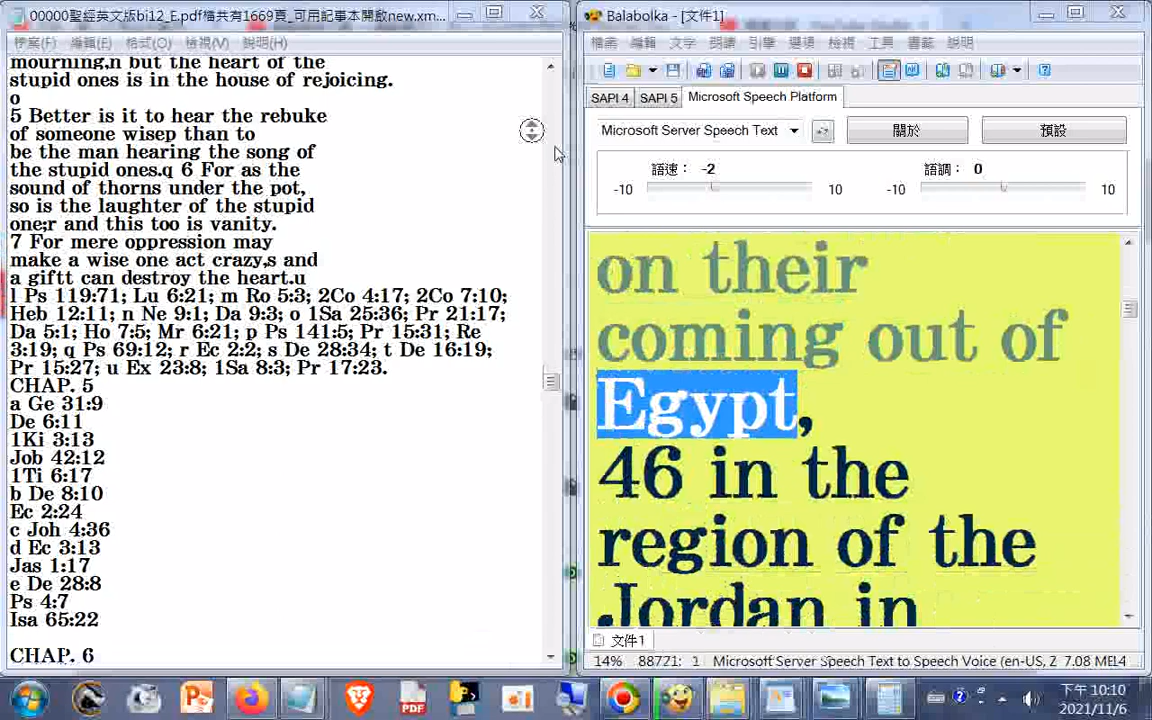 00000聖經英文版bi12_E.pdf檔共有1669頁_可用記事本開啟new.xm...
檔案(F) 編輯(E) 格式(O) 檢視(V) 說明(H)
mourning,n but the heart of the
stupid ones is in the house of rejoicing.
o
5 Better is it to hear the rebuke
of someone wisep than to
be the man hearing the song of
the stupid ones.q 6 For as the
sound of thorns under the pot,
so is the laughter of the stupid
one;r and this too is vanity.
7 For mere oppression may
make a wise one act crazy,s and
a giftt can destroy the heart.u
l Ps 119:71; Lu 6:21; m Ro 5:3; 2Co 4:17; 2Co 7:10;
Heb 12:11; n Ne 9:1; Da 9:3; o 1Sa 25:36; Pr 21:17;
Da 5:1; Ho 7:5; Mr 6:21; p Ps 141:5; Pr 15:31; Re
3:19; q Ps 69:12; r Ec 2:2; s De 28:34; t De 16:19;
Pr 15:27; u Ex 23:8; 1Sa 8:3; Pr 17:23.
CHAP. 5
a Ge 31:9
De 6:11
1Ki 3:13
Job 42:12
1Ti 6:17
b De 8:10
Ec 2:24
c Joh 4:36
d Ec 3:13
Jas 1:17
e De 28:8
Ps 4:7
Isa 65:22
CHAP. 6
Balabolka - [文件1]
檔案 編輯 文字 朗讀 引擎 選項 檢視 工具 書籤 說明
SAPI 4 SAPI 5 Microsoft Speech Platform
Microsoft Server Speech Text 關於 預設
語速： -2 語調： 0
-10 10 -10 10
on their
coming out of
Egypt,
46 in the
region of the
Jordan in
文件1
14% 88721: 1 Microsoft Server Speech Text to Speech Voice (en-US, Z 7.08 MEL4
PDF
下午 10:10
2021/11/6